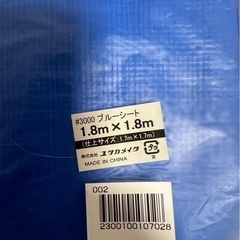 #3000 ブルーシート
1.8m×1.8m
(仕上サイズ:1.7m×1.7m)
株式会社 ユタカメイク
MADE IN CHINA
袋
002
2300100107028